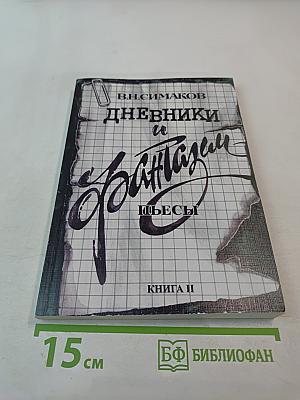 В.Н.СИМАКОВ
ДНЕВНИКИ
и
фантазии
ПЬЕСЫ
КНИГА II
15 см
БФ БИБЛИОФАН